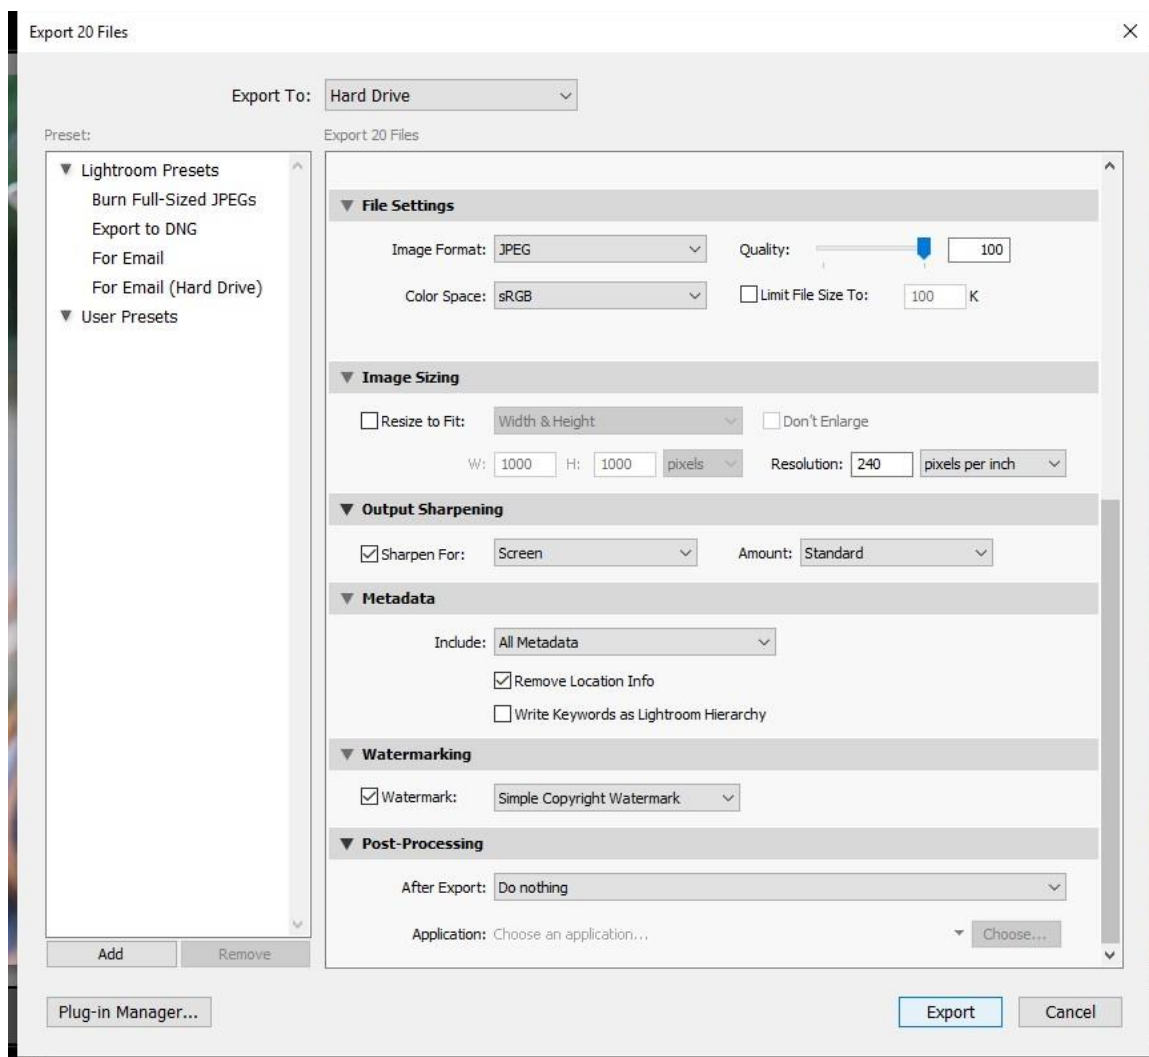 Export 20 Files
Export To: Hard Drive
Preset:
Lightroom Presets
Burn Full-Sized JPEGs
Export to DNG
For Email
For Email (Hard Drive)
User Presets
Add Remove
Export 20 Files
File Settings
Image Format: JPEG Quality: 100
Color Space: sRGB Limit File Size To: 100 K
Image Sizing
Resize to Fit: Width & Height Don't Enlarge
W: 1000 H: 1000 pixels Resolution: 240 pixels per inch
Output Sharpening
Sharpen For: Screen Amount: Standard
Metadata
Include: All Metadata
Remove Location Info
Write Keywords as Lightroom Hierarchy
Watermarking
Watermark: Simple Copyright Watermark
Post-Processing
After Export: Do nothing
Application: Choose an application... Choose...
Plug-in Manager... Export Cancel